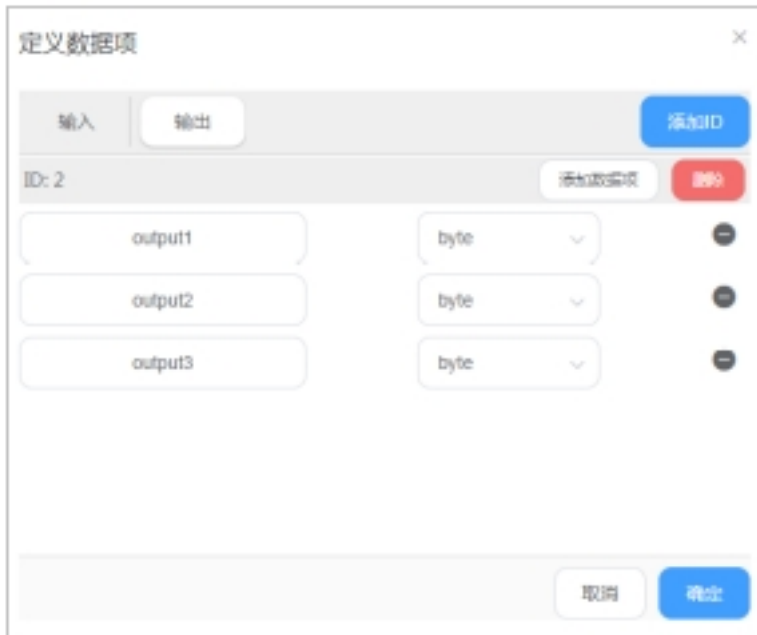 定义数据项
输入 输出 添加ID
ID: 2 添加数据项 删除
output1 byte
output2 byte
output3 byte
取消 确定